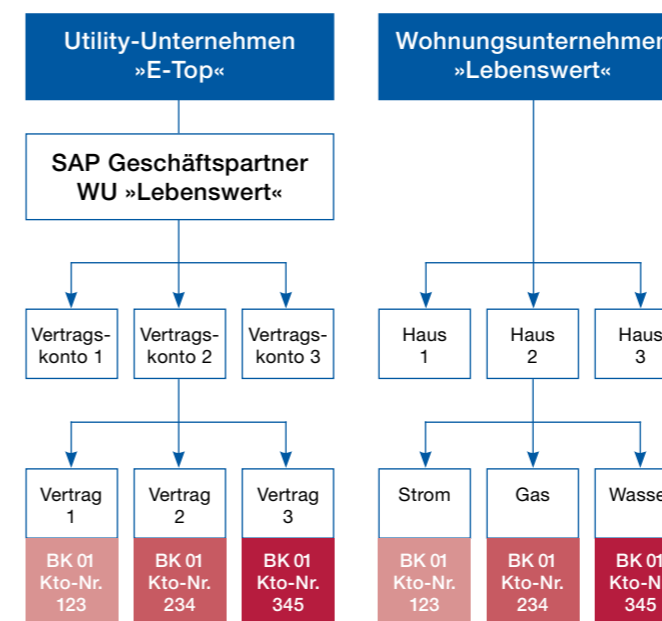 Utility-Unternehmen
»E-Top«
SAP Geschäftspartner
WU »Lebenswert«
Vertrags-
konto 1
Vertrags-
konto 2
Vertrags-
konto 3
Vertrag
1
BK 01
Kto-Nr.
123
Vertrag
2
BK 01
Kto-Nr.
234
Vertrag
3
BK 01
Kto-Nr.
345
Wohnungsunternehmen
»Lebenswert«
Haus
1
Haus
2
Haus
3
Strom
BK 01
Kto-Nr.
123
Gas
BK 01
Kto-Nr.
234
Wasse
BK 01
Kto-N
345